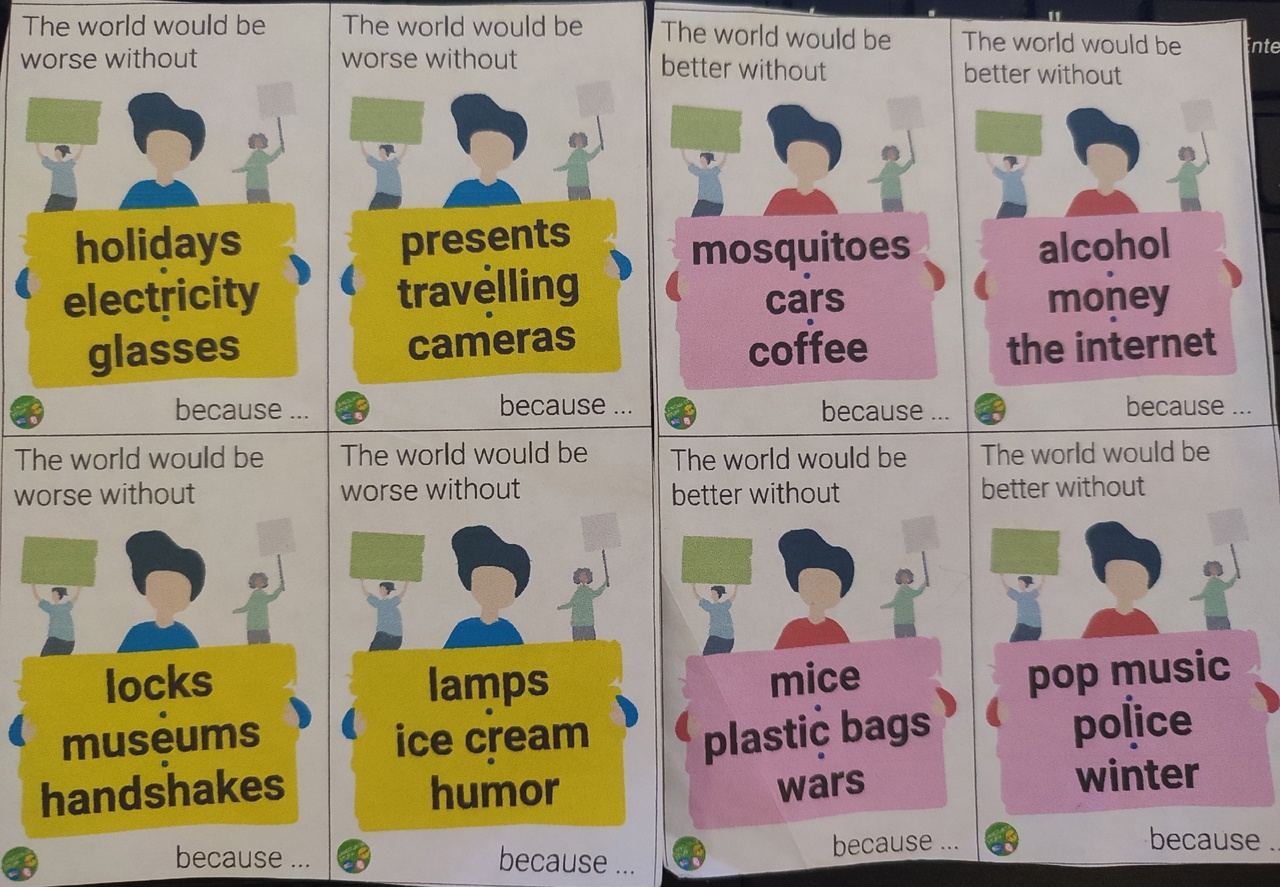 The world would be
worse without
holidays
electricity
glasses
because ...
The world would be
worse without
presents
travelling
cameras
because ...
The world would be
better without
mosquitoes
cars
coffee
because ...
The world would be
better without
alcohol
money
the internet
because ...
The world would be
worse without
locks
museums
handshakes
because ...
The world would be
worse without
lamps
ice cream
humor
because ...
The world would be
better without
mice
plastic bags
wars
because ...
The world would be
better without
pop music
police
winter
because ..